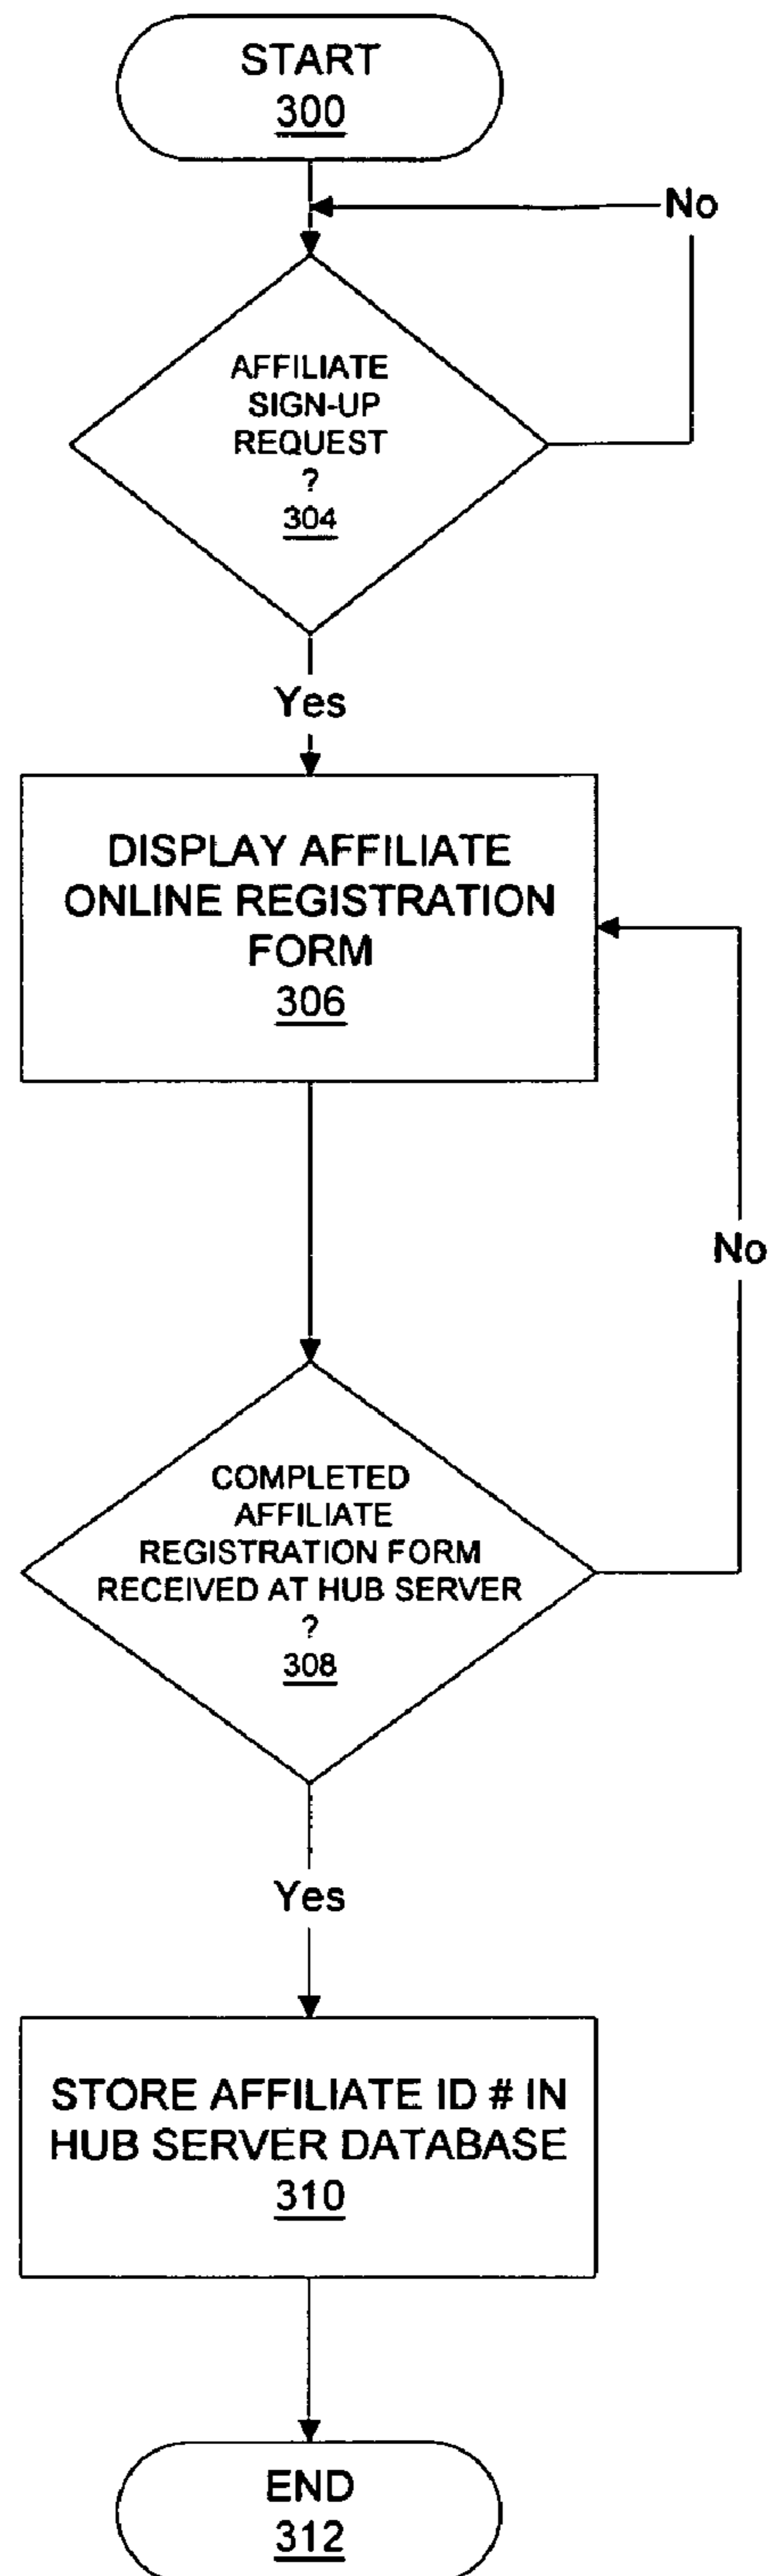 START
300
No
AFFILIATE
SIGN-UP
REQUEST
?
304
Yes
DISPLAY AFFILIATE
ONLINE REGISTRATION
FORM
306
No
COMPLETED
AFFILIATE
REGISTRATION FORM
RECEIVED AT HUB SERVER
?
308
Yes
STORE AFFILIATE ID # IN
HUB SERVER DATABASE
310
END
312